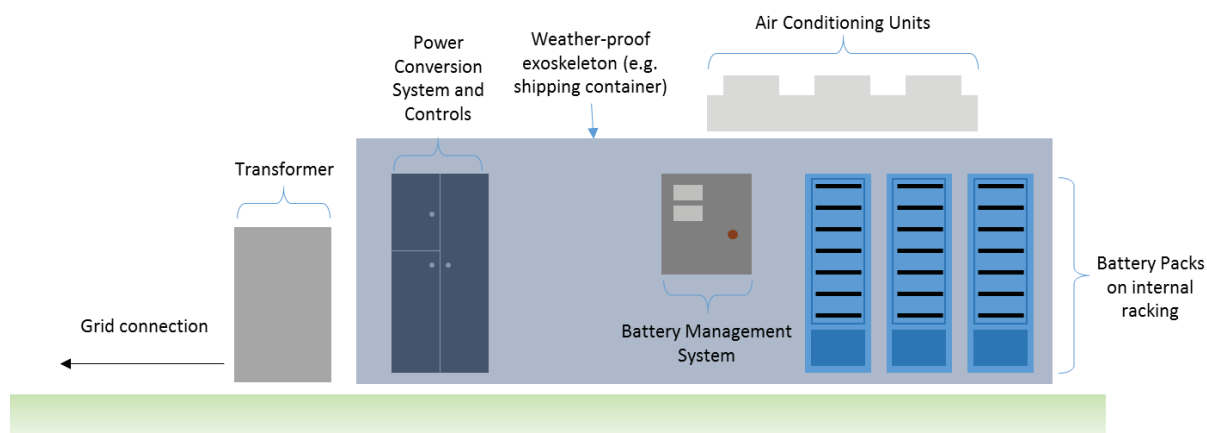 Air Conditioning Units
Weather-proof
exoskeleton (e.g.
shipping container)
Power
Conversion
System and
Controls
Transformer
Battery Packs
on internal
racking
Grid connection
Battery Management
System